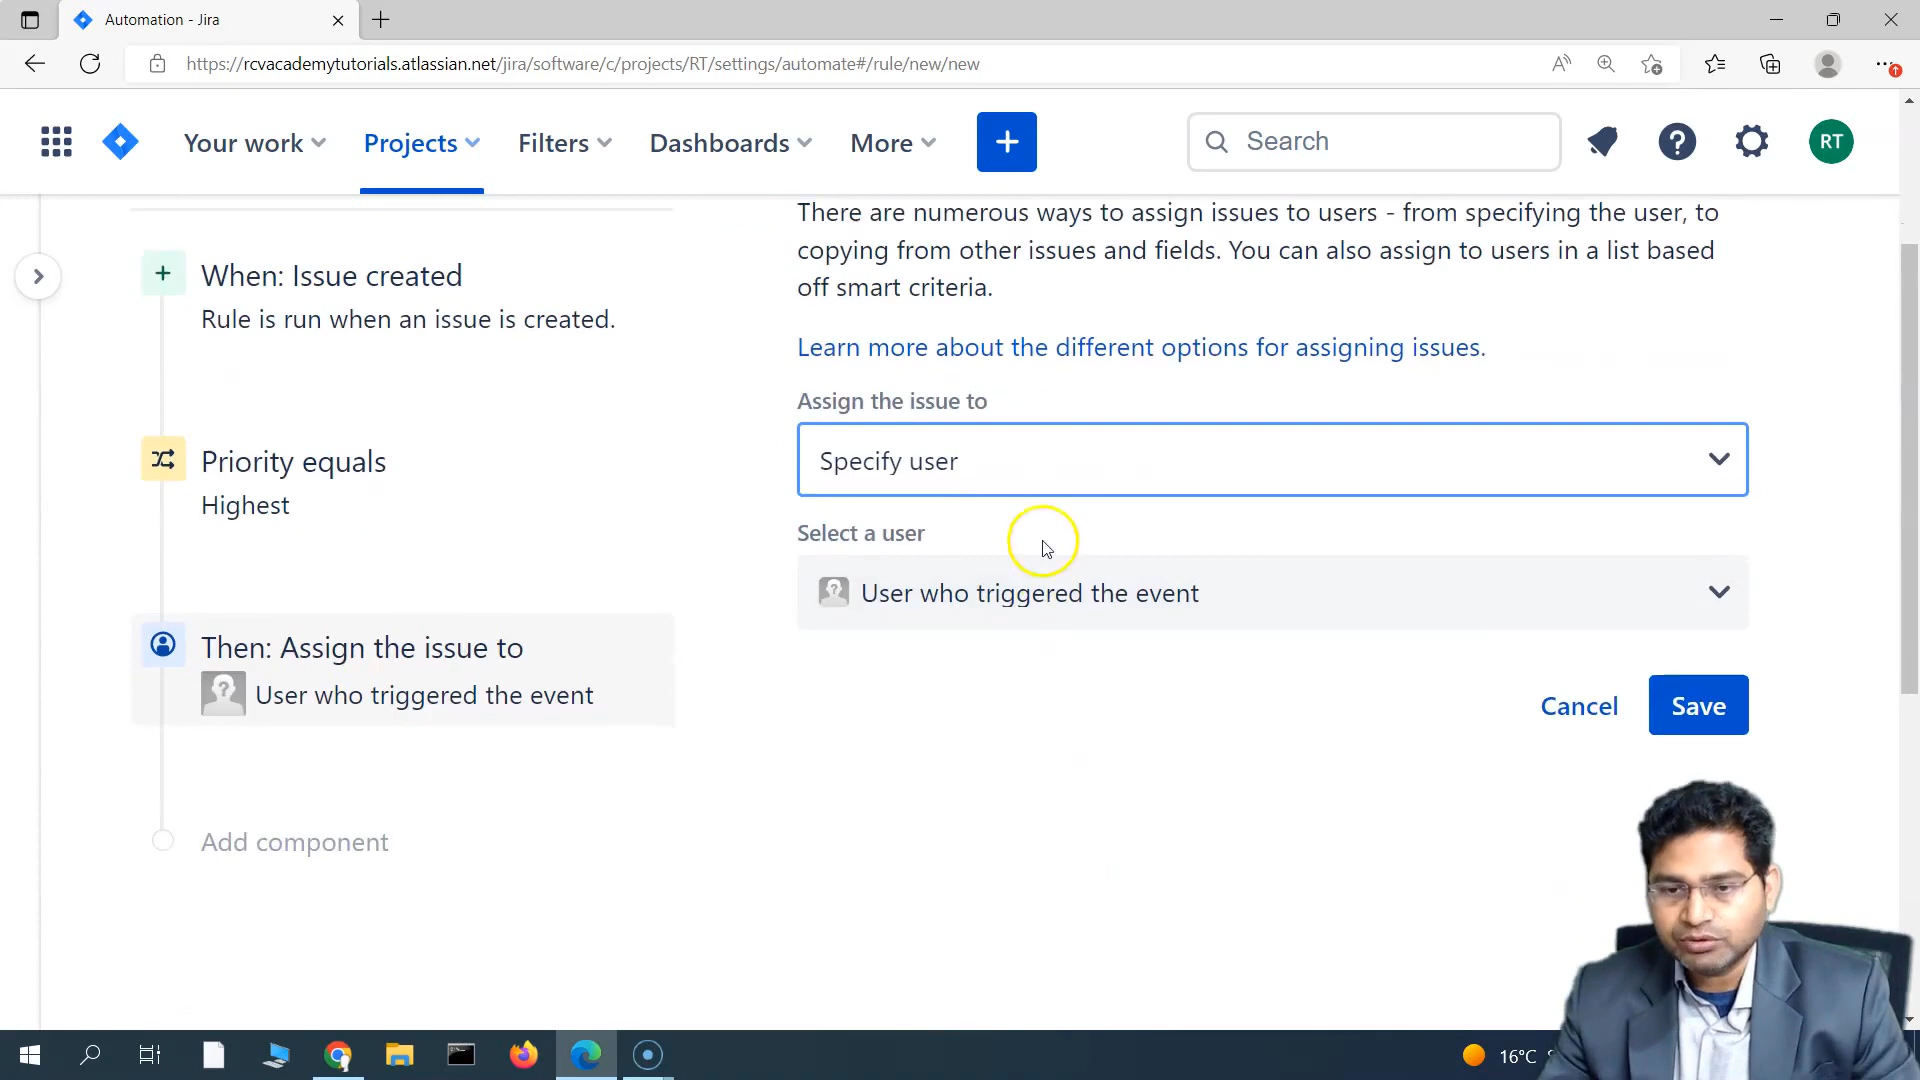 Automation - Jira
https://rcvacademytutorials.atlassian.net/jira/software/c/projects/RT/settings/automate#/rule/new/new
Your work
Projects
Filters
Dashboards
More
Search
RT
When: Issue created
Rule is run when an issue is created.
Priority equals
Highest
Then: Assign the issue to
User who triggered the event
Add component
There are numerous ways to assign issues to users - from specifying the user, to
copying from other issues and fields. You can also assign to users in a list based
off smart criteria.
Learn more about the different options for assigning issues.
Assign the issue to
Specify user
Select a user
User who triggered the event
Cancel
Save
16°C